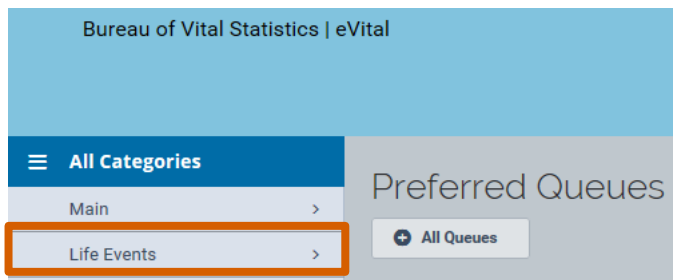 Bureau of Vital Statistics | eVital
All Categories
Main
Life Events
Preferred Queues
All Queues